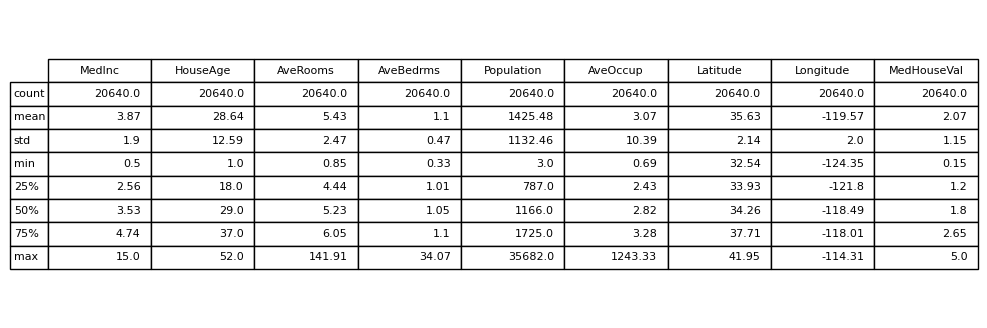 MedInc HouseAge AveRooms AveBedrms Population AveOccup Latitude Longitude MedHouseVal
count 20640.0 20640.0 20640.0 20640.0 20640.0 20640.0 20640.0 20640.0 20640.0
mean 3.87 28.64 5.43 1.1 1425.48 3.07 35.63 -119.57 2.07
std 1.9 12.59 2.47 0.47 1132.46 10.39 2.14 2.0 1.15
min 0.5 1.0 0.85 0.33 3.0 0.69 32.54 -124.35 0.15
25% 2.56 18.0 4.44 1.01 787.0 2.43 33.93 -121.8 1.2
50% 3.53 29.0 5.23 1.05 1166.0 2.82 34.26 -118.49 1.8
75% 4.74 37.0 6.05 1.1 1725.0 3.28 37.71 -118.01 2.65
max 15.0 52.0 141.91 34.07 35682.0 1243.33 41.95 -114.31 5.0